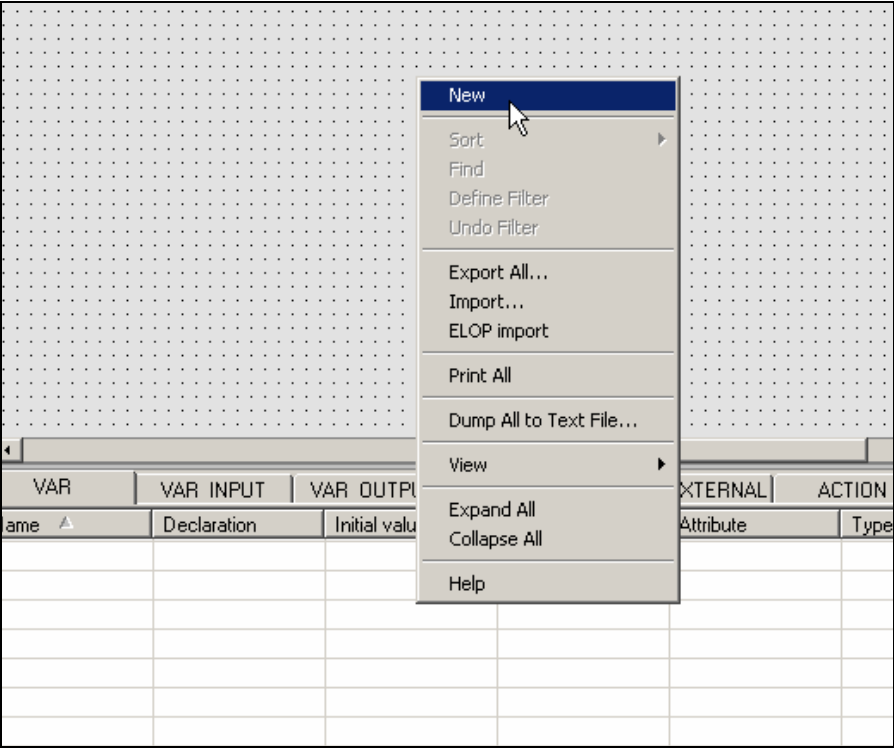 New
Sort
Find
Define Filter
Undo Filter
Export All...
Import...
ELOP import
Print All
Dump All to Text File...
View
Expand All
Collapse All
Help
VAR VAR INPUT VAR OUTPU XTERNAL ACTION
ame Declaration Initial valu Attribute Type